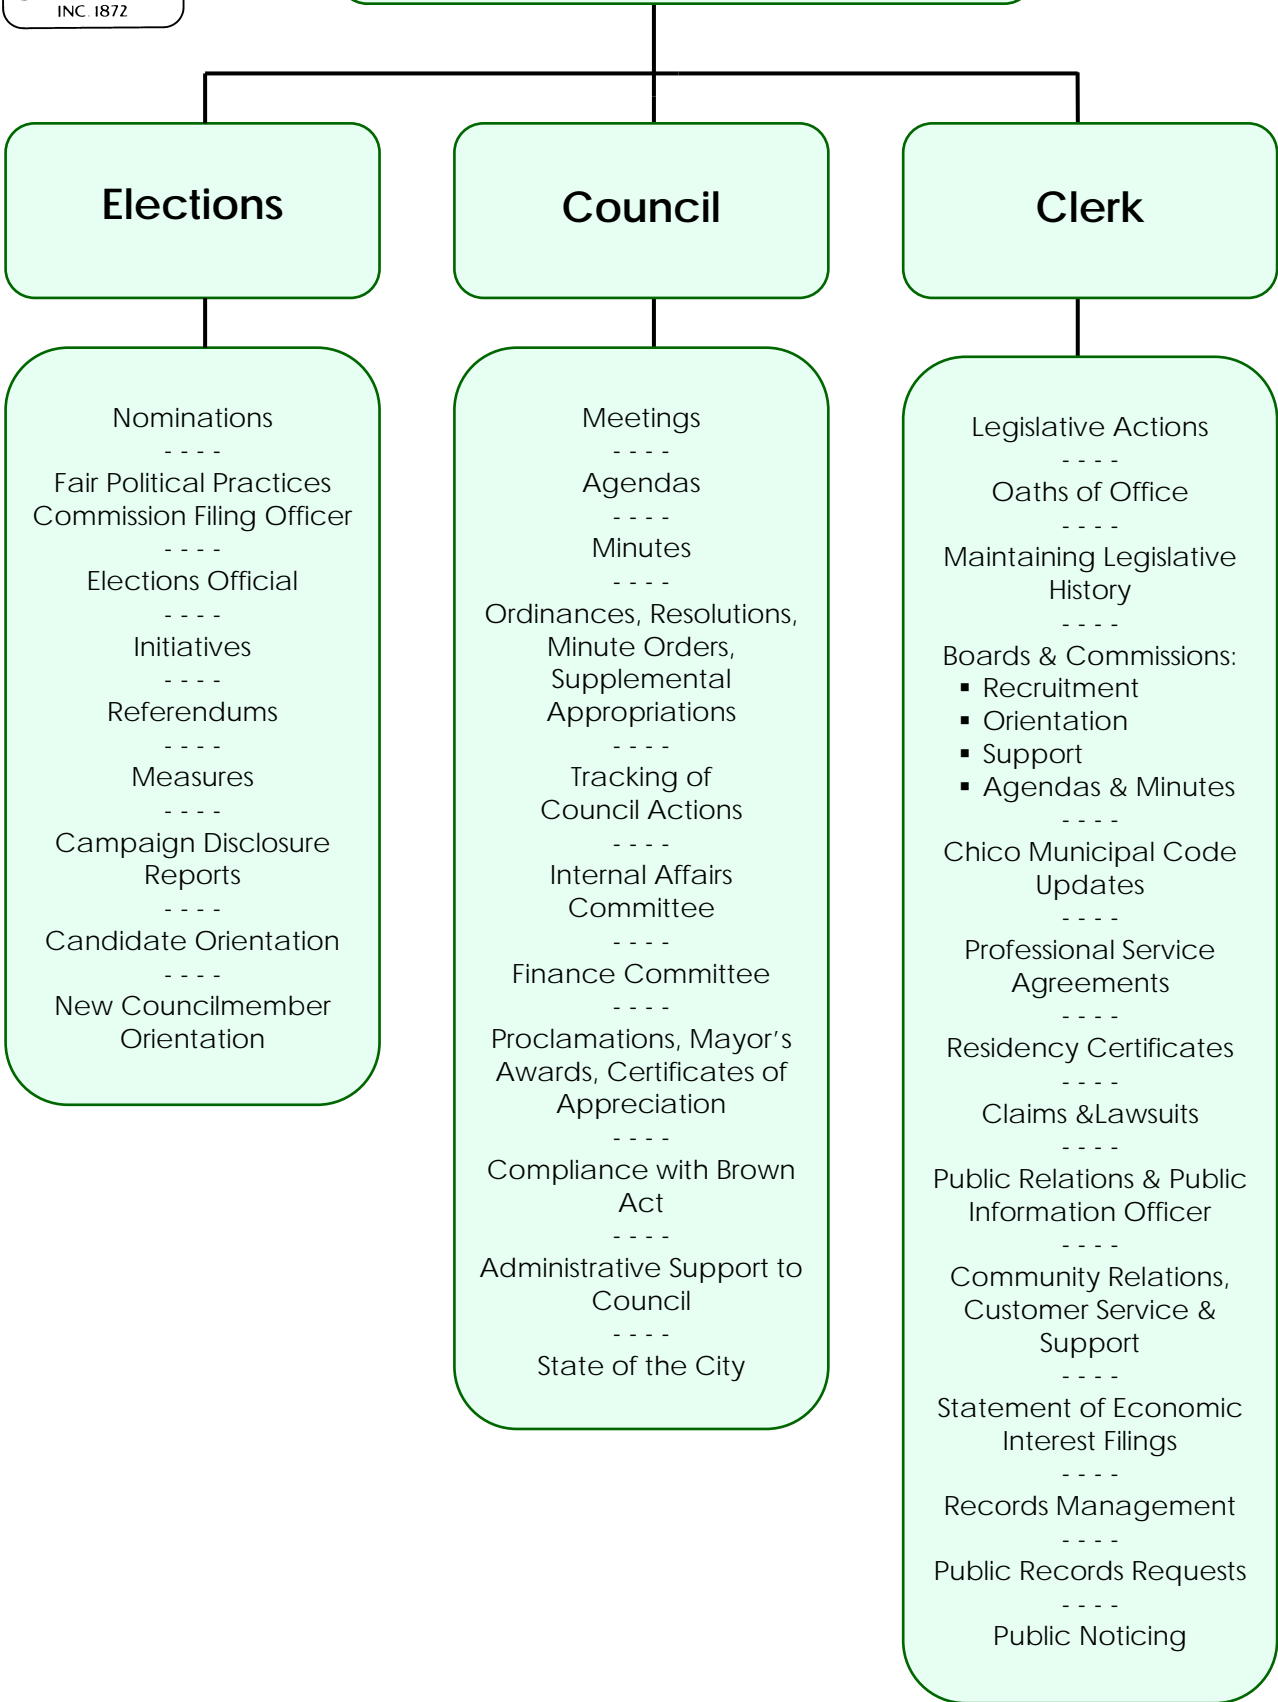 INC. 1872
Elections
Council
Clerk
Nominations
- - - -
Fair Political Practices
Commission Filing Officer
- - - -
Elections Official
- - - -
Initiatives
- - - -
Referendums
- - - -
Measures
- - - -
Campaign Disclosure
Reports
- - - -
Candidate Orientation
- - - -
New Councilmember
Orientation
Meetings
- - - -
Agendas
- - - -
Minutes
- - - -
Ordinances, Resolutions,
Minute Orders,
Supplemental
Appropriations
- - - -
Tracking of
Council Actions
- - - -
Internal Affairs
Committee
- - - -
Finance Committee
- - - -
Proclamations, Mayor’s
Awards, Certificates of
Appreciation
- - - -
Compliance with Brown
Act
- - - -
Administrative Support to
Council
- - - -
State of the City
Legislative Actions
- - - -
Oaths of Office
- - - -
Maintaining Legislative
History
- - - -
Boards & Commissions:
▪ Recruitment
▪ Orientation
▪ Support
▪ Agendas & Minutes
- - - -
Chico Municipal Code
Updates
- - - -
Professional Service
Agreements
- - - -
Residency Certificates
- - - -
Claims &Lawsuits
- - - -
Public Relations & Public
Information Officer
- - - -
Community Relations,
Customer Service &
Support
- - - -
Statement of Economic
Interest Filings
- - - -
Records Management
- - - -
Public Records Requests
- - - -
Public Noticing